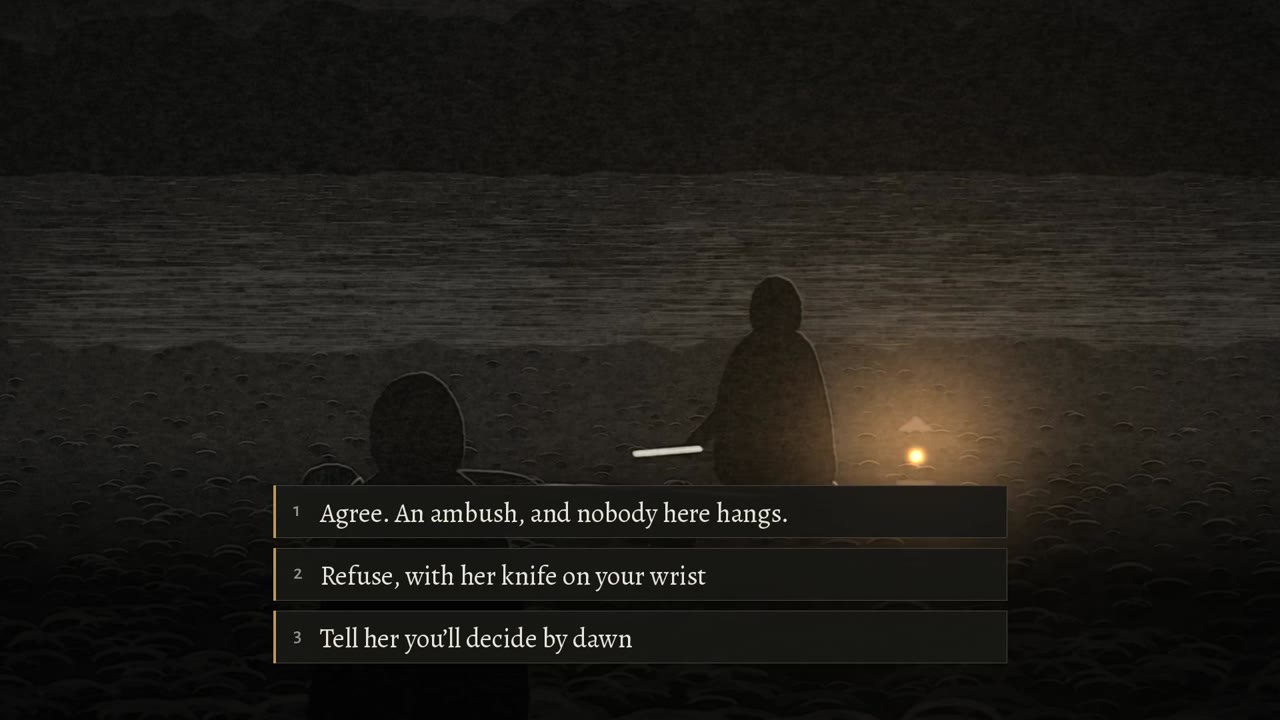 1 Agree. An ambush, and nobody here hangs.
2 Refuse, with her knife on your wrist
3 Tell her you’ll decide by dawn